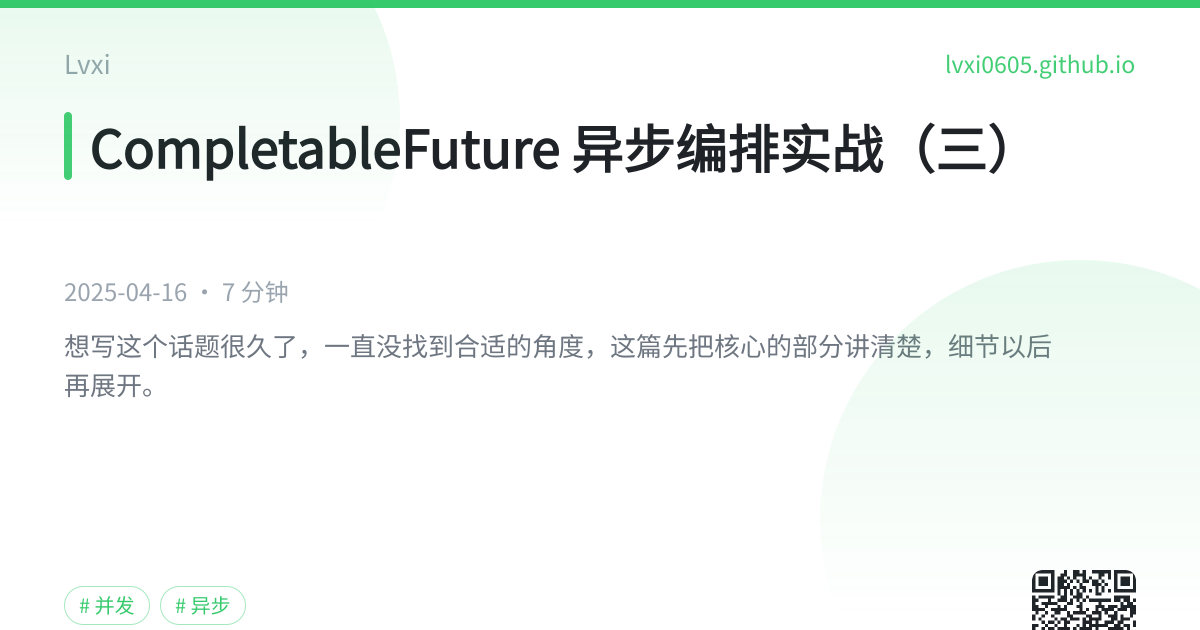 Lvxi
lvxi0605.github.io
CompletableFuture 异步编排实战（三）
2025-04-16 · 7 分钟
想写这个话题很久了，一直没找到合适的角度，这篇先把核心的部分讲清楚，细节以后
再展开。
# 并发
# 异步